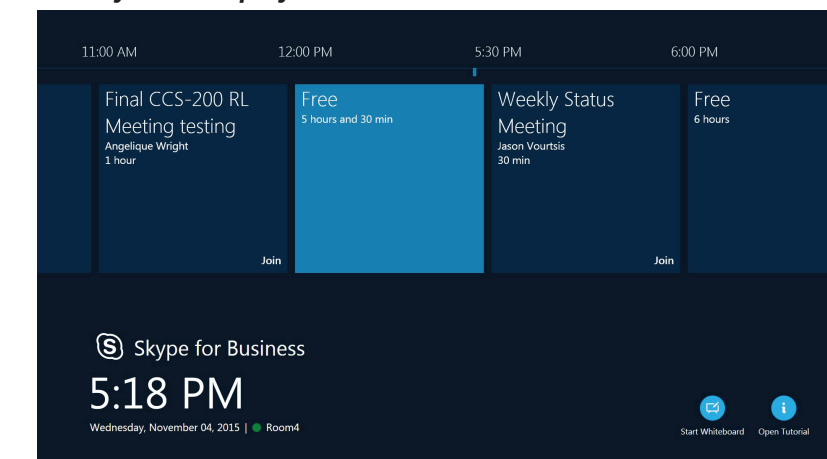 11:00 AM 12:00 PM 5:30 PM 6:00 PM
Final CCS-200 RL
Meeting testing
Angelique Wright
1 hour
Join
Free
5 hours and 30 min
Weekly Status
Meeting
Jason Vourtsis
30 min
Join
Free
6 hours
Skype for Business
5:18 PM
Wednesday, November 04, 2015 | Room4
Start Whiteboard
Open Tutorial